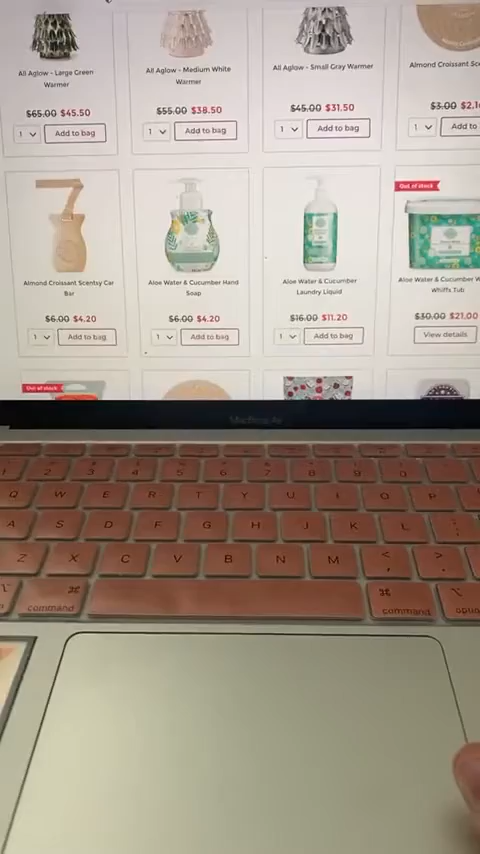 All Aglow - Large Green
Warmer
All Aglow - Medium White
Warmer
All Aglow - Small Gray Warmer
Almond Croissant
$65.00 $45.50
$55.00 $38.50
$45.00 $31.50
$3.00
1 Add to bag
1 Add to bag
1 Add to bag
1 Add to
Out of stock
Almond Croissant Scentsy Car
Bar
Aloe Water & Cucumber Hand
Soap
Aloe Water & Cucumber
Laundry Liquid
Aloe Water & Cucumber
Whiffs Tub
$6.00 $4.20
$6.00 $4.20
$16.00 $11.20
$30.00 $21.00
1 Add to bag
1 Add to bag
1 Add to bag
View details
Out of stock
MacBook Air
Q W E R T Y U I O P
A S D F G H J K L
Z X C V B N M < , > .
⌘ command
⌘ command
⌥